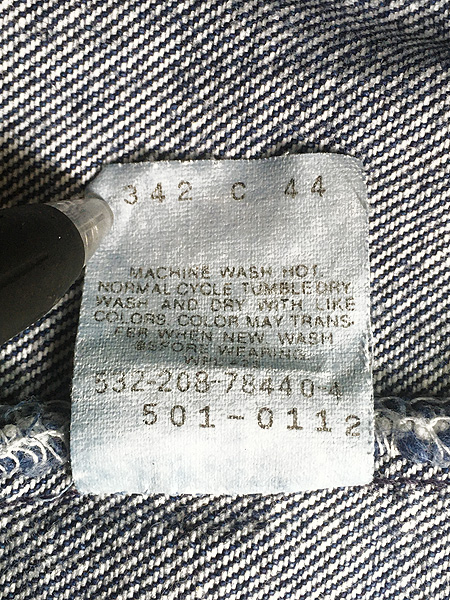 342 C 44
MACHINE WASH HOT,
NORMAL CYCLE TUMBLE DRY.
WASH AND DRY WITH LIKE
COLORS. COLOR MAY TRANS-
FER WHEN NEW. WASH
BEFORE WEARING.
532-208-78440-4
501-0112